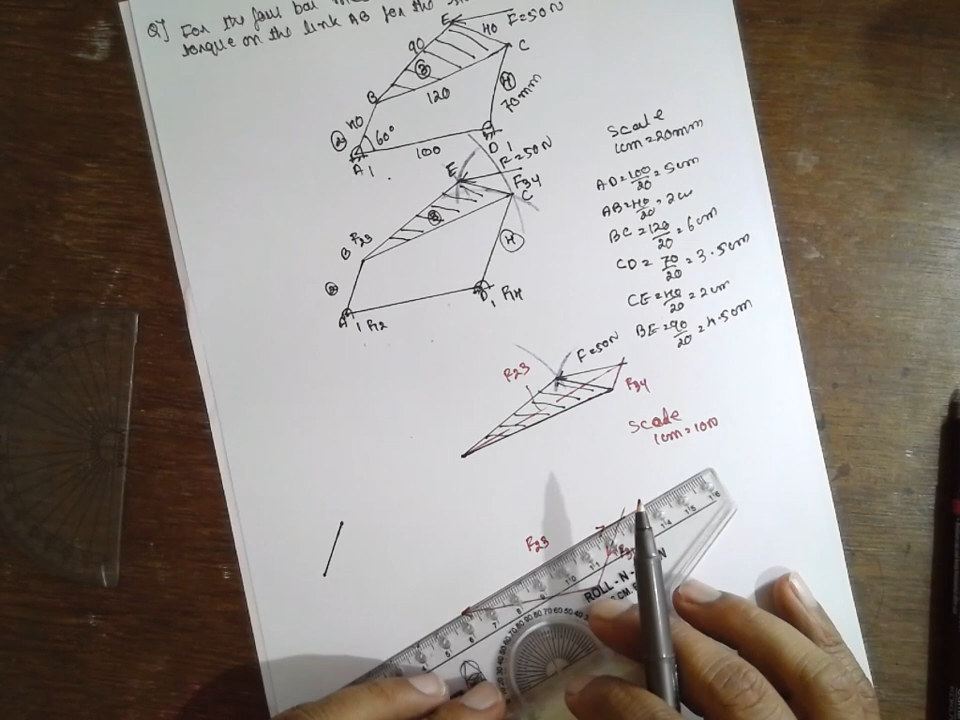 Q] For the four bar
torque on the link AB for the
E F=50N
90 40
3 C
B 120 4
40 70mm
2 60°
A 1 100 D 1
F=50N
E F34
C
B F23 3
2 4
A 1 F12 D 1 F14
Scale
1cm=20mm
AD=100/20=5cm
AB=40/20=2cm
BC=120/20=6cm
CD=70/20=3.5cm
CE=40/20=2cm
BE=90/20=4.5cm
F=50N
F23
F34
Scale
1cm=10N
F23
ROLL-N-